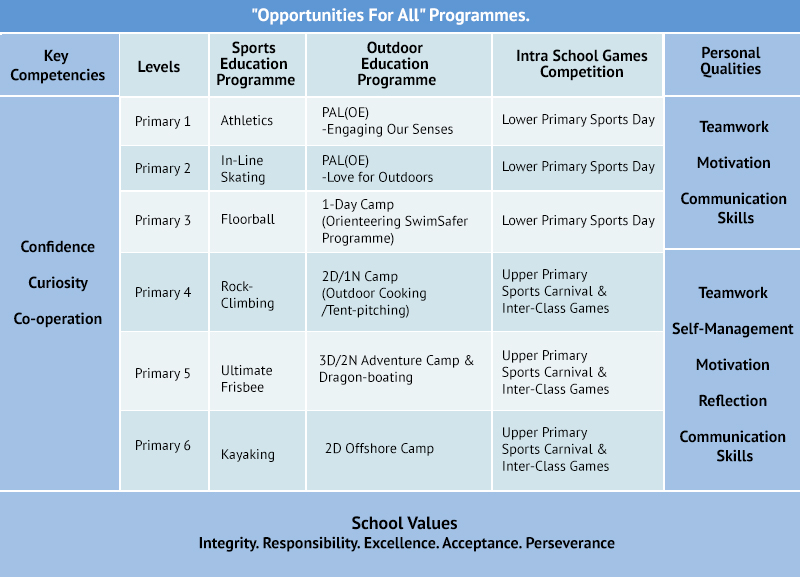 "Opportunities For All" Programmes.
Key
Competencies
Levels
Sports
Education
Programme
Outdoor
Education
Programme
Intra School Games
Competition
Personal
Qualities
Confidence
Curiosity
Co-operation
Primary 1
Athletics
PAL(OE)
-Engaging Our Senses
Lower Primary Sports Day
Primary 2
In-Line
Skating
PAL(OE)
-Love for Outdoors
Lower Primary Sports Day
Primary 3
Floorball
1-Day Camp
(Orienteering SwimSafer
Programme)
Lower Primary Sports Day
Teamwork
Motivation
Communication
Skills
Primary 4
Rock-
Climbing
2D/1N Camp
(Outdoor Cooking
/Tent-pitching)
Upper Primary
Sports Carnival &
Inter-Class Games
Primary 5
Ultimate
Frisbee
3D/2N Adventure Camp &
Dragon-boating
Upper Primary
Sports Carnival &
Inter-Class Games
Primary 6
Kayaking
2D Offshore Camp
Upper Primary
Sports Carnival &
Inter-Class Games
Teamwork
Self-Management
Motivation
Reflection
Communication
Skills
School Values
Integrity. Responsibility. Excellence. Acceptance. Perseverance